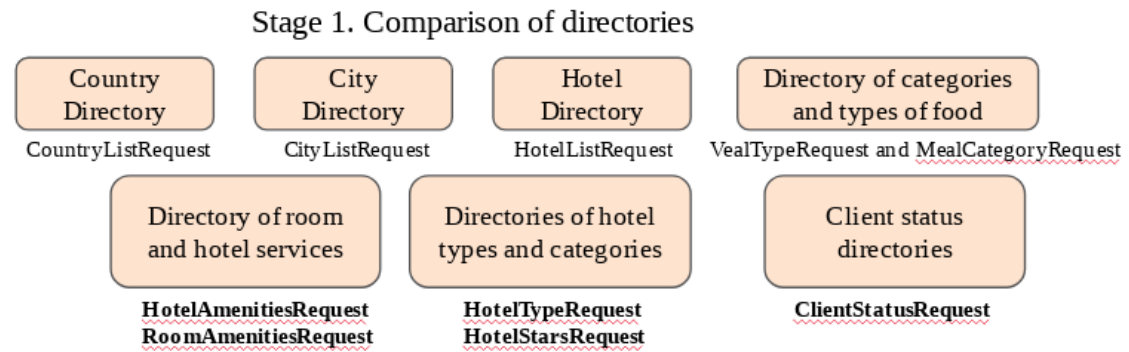 Stage 1. Comparison of directories
Country
Directory
CountryListRequest
City
Directory
CityListRequest
Hotel
Directory
HotelListRequest
Directory of categories
and types of food
VealTypeRequest and MealCategoryRequest
Directory of room
and hotel services
HotelAmenitiesRequest
RoomAmenitiesRequest
Directories of hotel
types and categories
HotelTypeRequest
HotelStarsRequest
Client status
directories
ClientStatusRequest